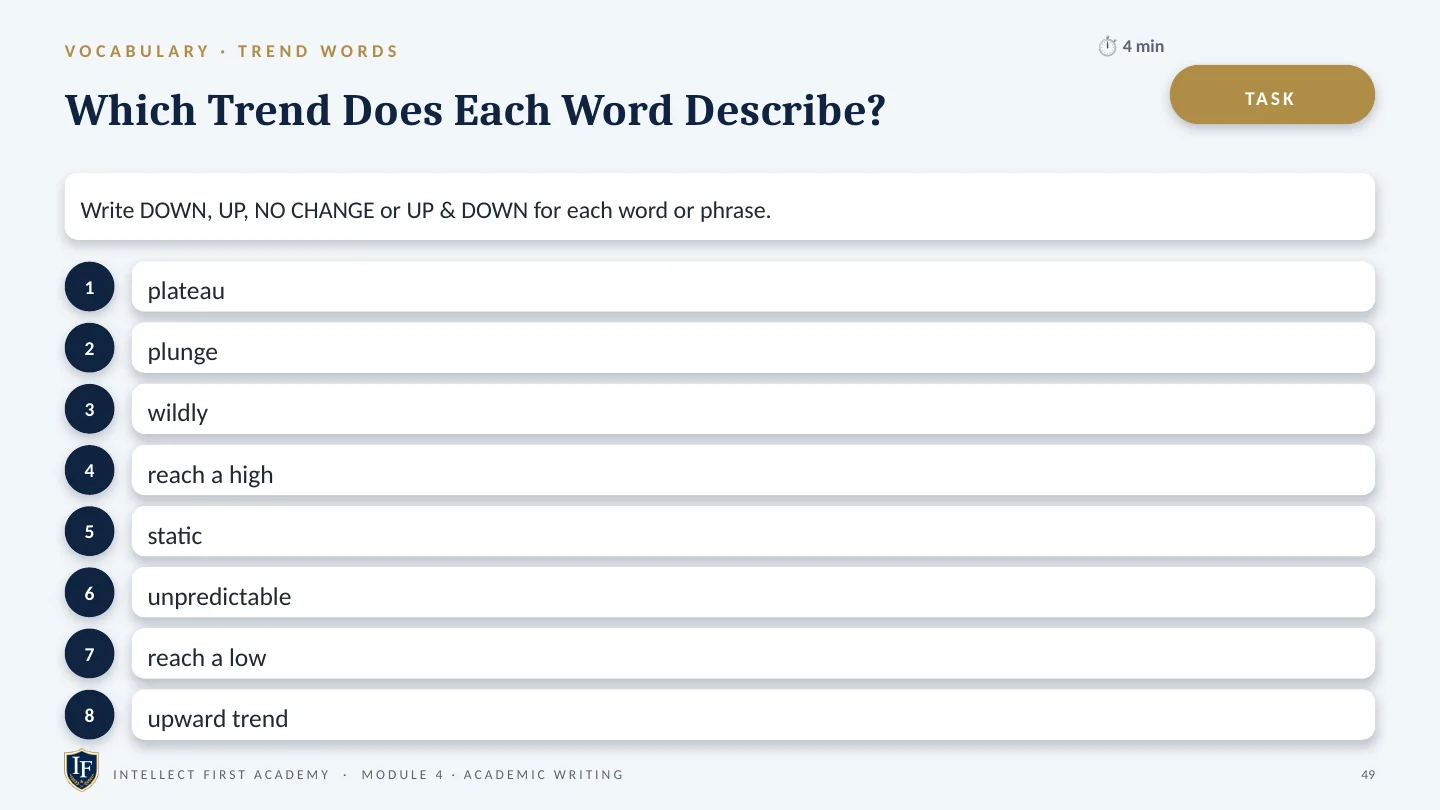 VOCABULARY · TREND WORDS
⏱ 4 min
TASK
Which Trend Does Each Word Describe?
Write DOWN, UP, NO CHANGE or UP & DOWN for each word or phrase.
1 plateau
2 plunge
3 wildly
4 reach a high
5 static
6 unpredictable
7 reach a low
8 upward trend
IF
INTELLECT FIRST ACADEMY · MODULE 4 · ACADEMIC WRITING
49